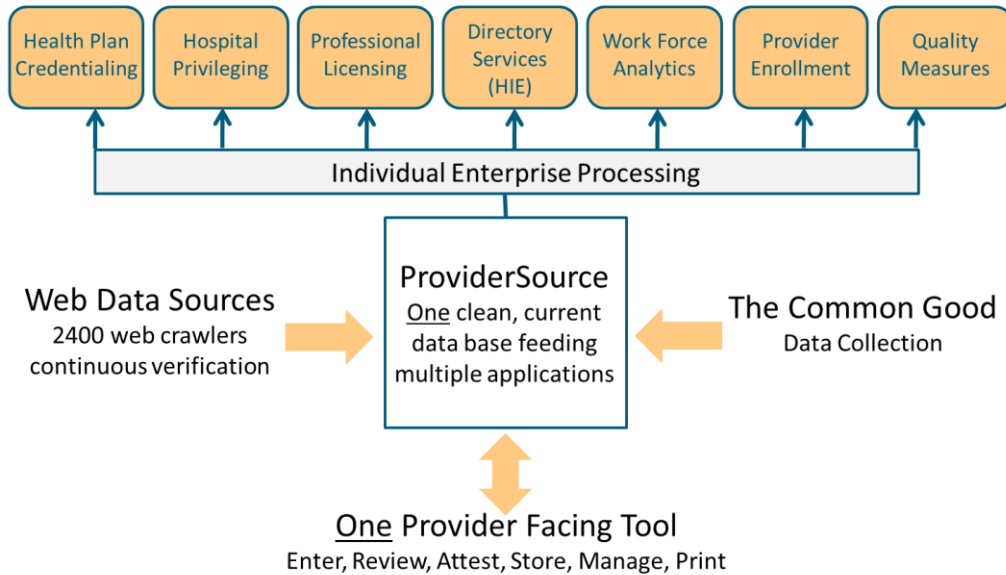 Health Plan
Credentialing
Hospital
Privileging
Professional
Licensing
Directory
Services
(HIE)
Work Force
Analytics
Provider
Enrollment
Quality
Measures
Individual Enterprise Processing
ProviderSource
One clean, current
data base feeding
multiple applications
Web Data Sources
2400 web crawlers
continuous verification
The Common Good
Data Collection
One Provider Facing Tool
Enter, Review, Attest, Store, Manage, Print